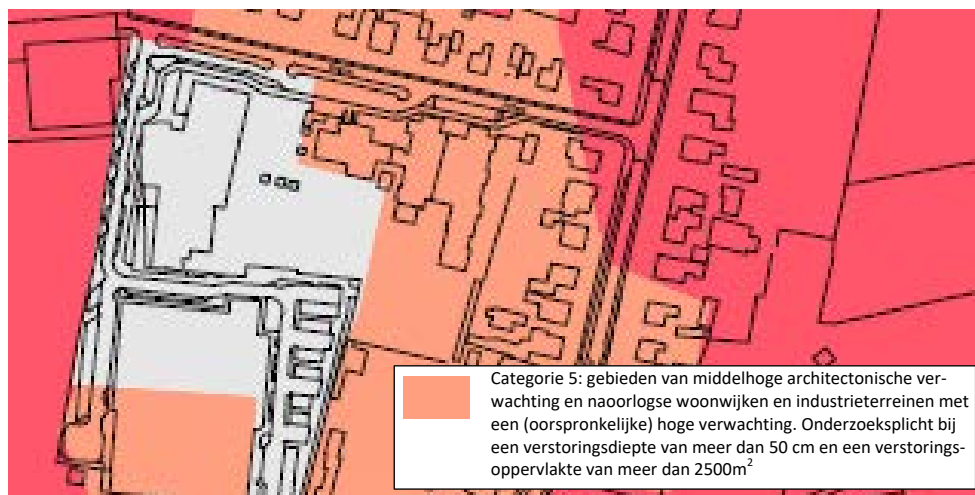 Categorie 5: gebieden van middelhoge architectonische ver-
wachting en naoorlogse woonwijken en industrieterreinen met
een (oorspronkelijke) hoge verwachting. Onderzoeksplicht bij
een verstoringsdiepte van meer dan 50 cm en een verstorings-
oppervlakte van meer dan 2500m²